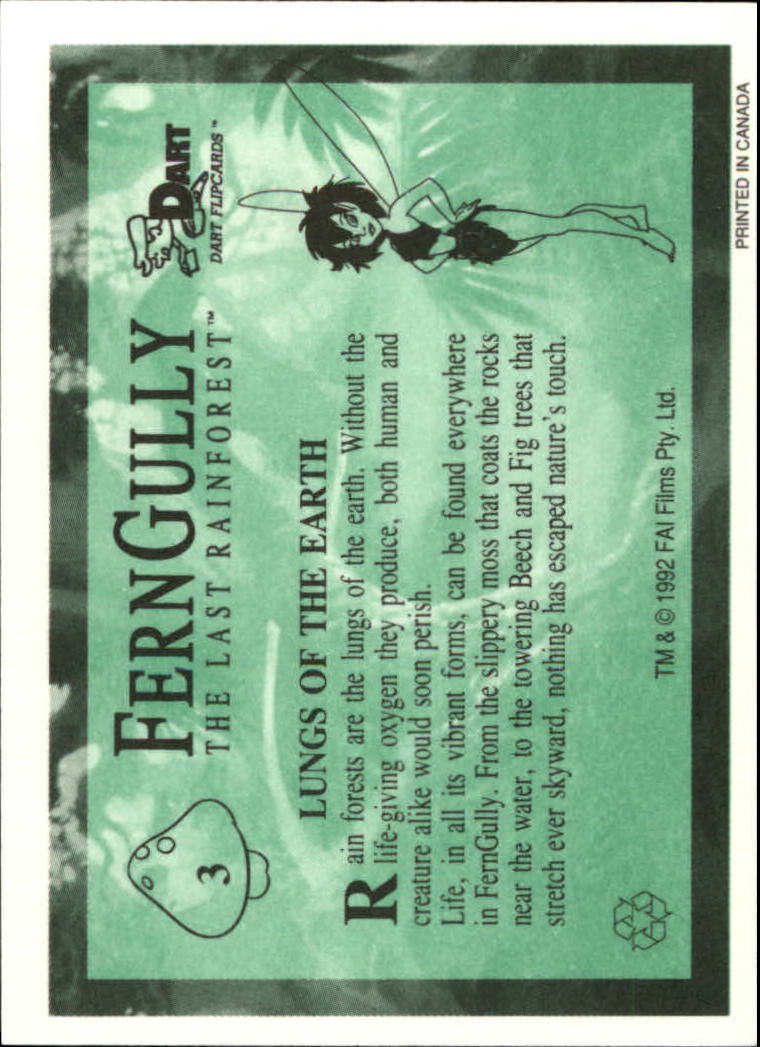 3
FERNGULLY
THE LAST RAINFOREST™
DART
DART FLIPCARDS™
LUNGS OF THE EARTH
Rain forests are the lungs of the earth. Without the
life-giving oxygen they produce, both human and
creature alike would soon perish.
Life, in all its vibrant forms, can be found everywhere
in FernGully. From the slippery moss that coats the rocks
near the water, to the towering Beech and Fig trees that
stretch ever skyward, nothing has escaped nature's touch.
TM & © 1992 FAI Films Pty. Ltd.
PRINTED IN CANADA